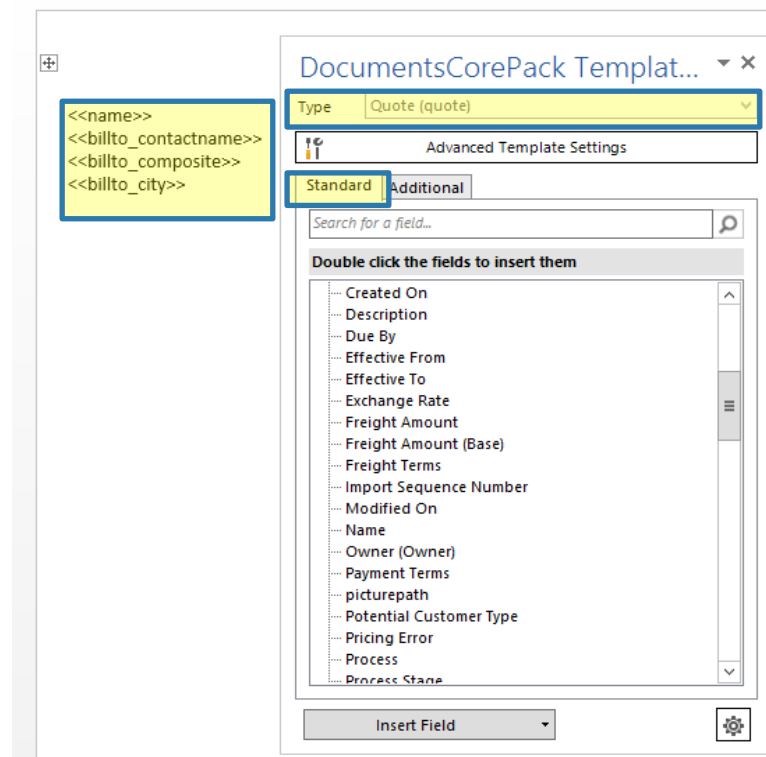 DocumentsCorePack Templat...
<<name>>
<<billto_contactname>>
<<billto_composite>>
<<billto_city>>
Type Quote (quote)
Advanced Template Settings
Standard Additional
Search for a field...
Double click the fields to insert them
Created On
Description
Due By
Effective From
Effective To
Exchange Rate
Freight Amount
Freight Amount (Base)
Freight Terms
Import Sequence Number
Modified On
Name
Owner (Owner)
Payment Terms
picturepath
Potential Customer Type
Pricing Error
Process
Process Stage
Insert Field